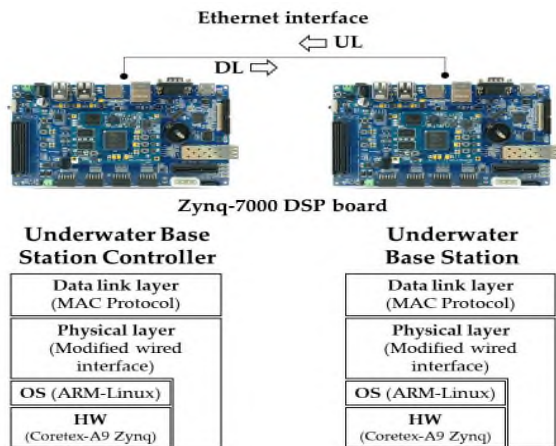 Ethernet interface
UL
DL
Zynq-7000 DSP board
Underwater Base
Station Controller
Data link layer
(MAC Protocol)
Physical layer
(Modified wired
interface)
OS (ARM-Linux)
HW
(Coretex-A9 Zynq)
Underwater
Base Station
Data link layer
(MAC Protocol)
Physical layer
(Modified wired
interface)
OS (ARM-Linux)
HW
(Coretex-A9 Zynq)